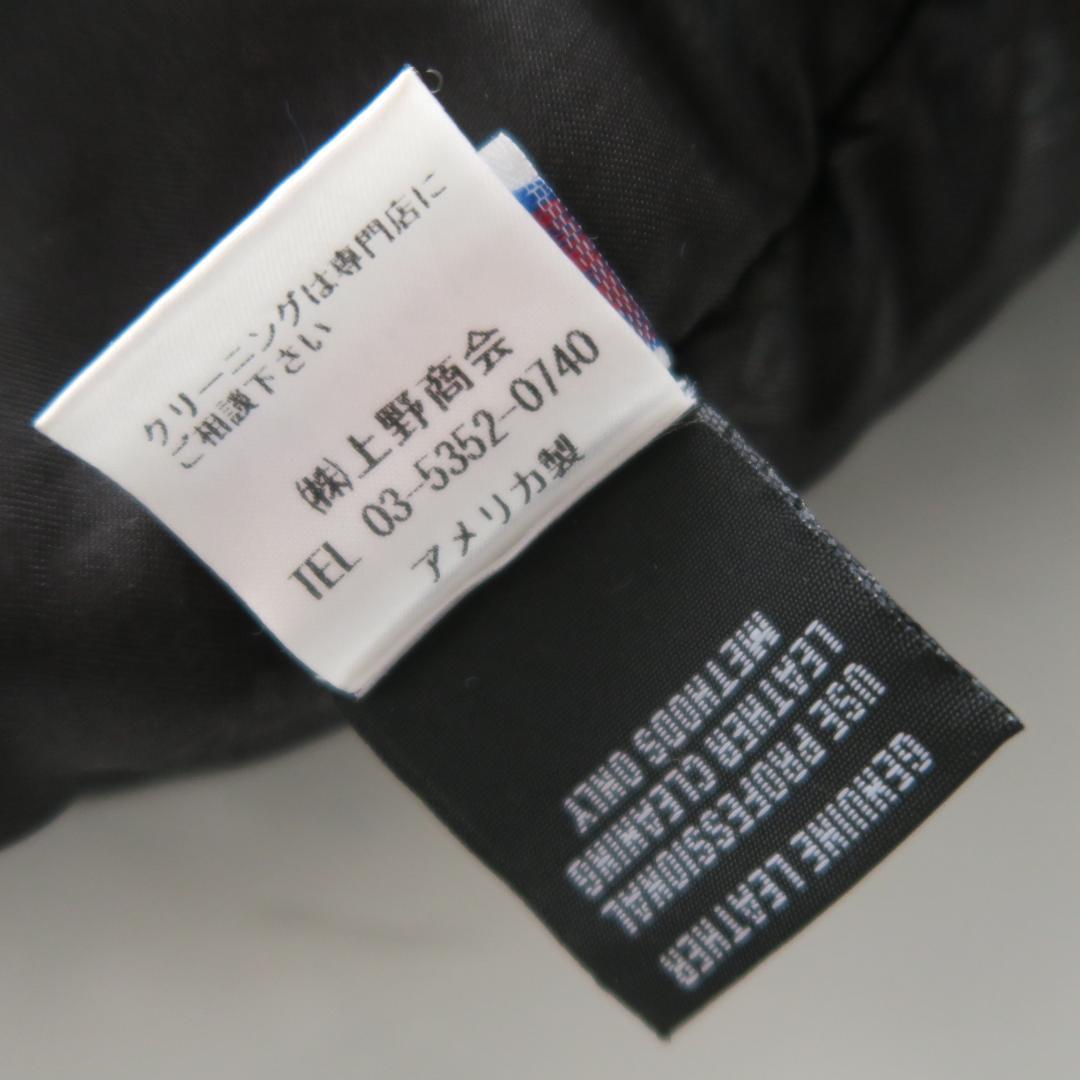 クリーニングは専門店に
ご相談下さい
㈱上野商会
TEL 03-5352-0740
アメリカ製
GENUINE LEATHER
USE PROFESSIONAL
LEATHER CLEANING
METHODS ONLY